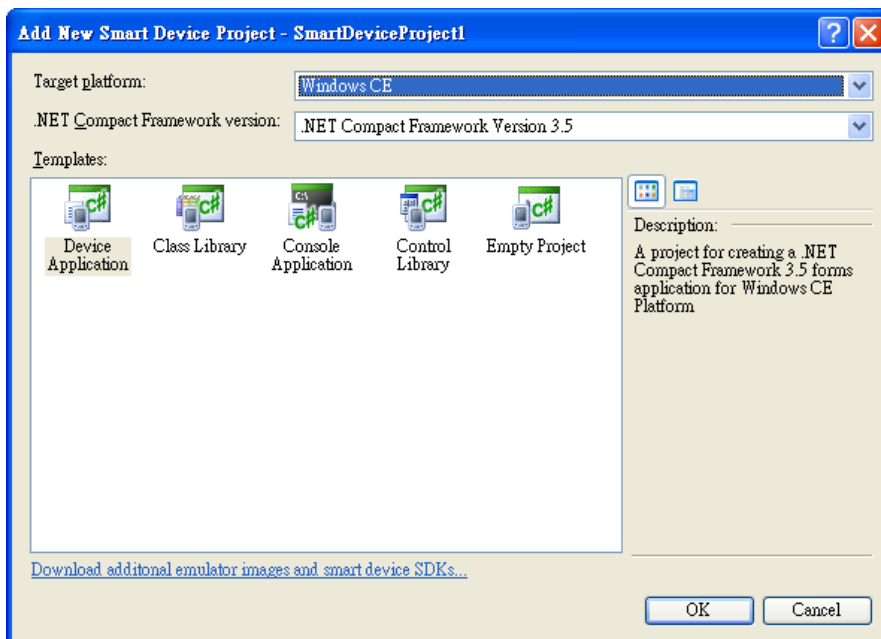 Add New Smart Device Project - SmartDeviceProject1
Target platform:
Windows CE
.NET Compact Framework version:
.NET Compact Framework Version 3.5
Templates:
Device
Application
Class Library
Console
Application
Control
Library
Empty Project
Description:
A project for creating a .NET
Compact Framework 3.5 forms
application for Windows CE
Platform
Download additonal emulator images and smart device SDKs...
OK
Cancel